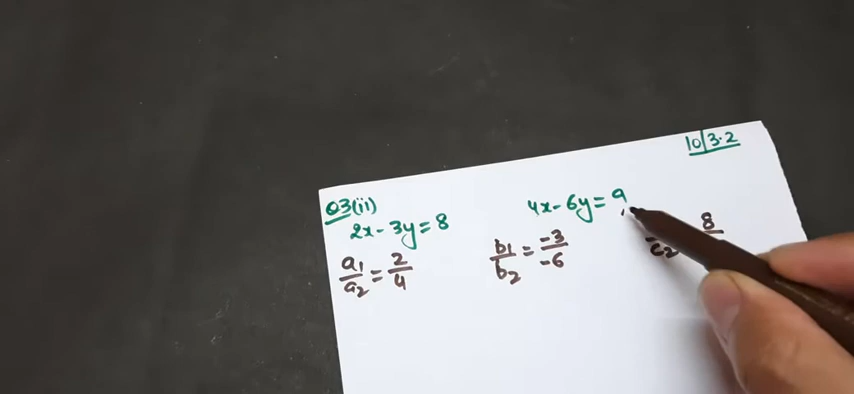 10|3.2
Q3(ii)
2x - 3y = 8
4x - 6y = 9
a₁/a₂ = 2/4
b₁/b₂ = -3/-6
c₂ 8